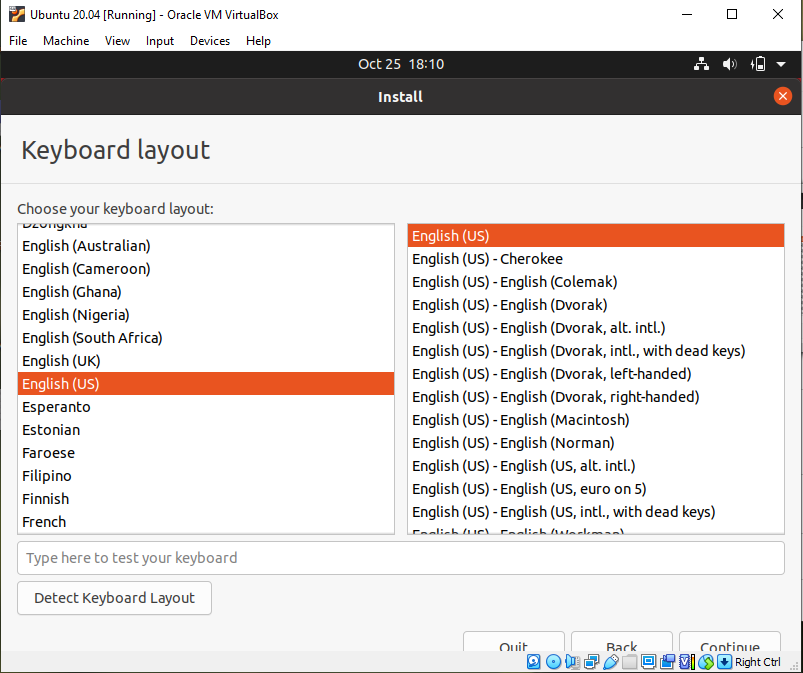 Ubuntu 20.04 [Running] - Oracle VM VirtualBox
File Machine View Input Devices Help
Oct 25 18:10
Install
Keyboard layout
Choose your keyboard layout:
Dzongkha
English (Australian)
English (Cameroon)
English (Ghana)
English (Nigeria)
English (South Africa)
English (UK)
English (US)
Esperanto
Estonian
Faroese
Filipino
Finnish
French
English (US)
English (US) - Cherokee
English (US) - English (Colemak)
English (US) - English (Dvorak)
English (US) - English (Dvorak, alt. intl.)
English (US) - English (Dvorak, intl., with dead keys)
English (US) - English (Dvorak, left-handed)
English (US) - English (Dvorak, right-handed)
English (US) - English (Macintosh)
English (US) - English (Norman)
English (US) - English (US, alt. intl.)
English (US) - English (US, euro on 5)
English (US) - English (US, intl., with dead keys)
English (US) - English (Workman)
Type here to test your keyboard
Detect Keyboard Layout
Quit Back Continue
Right Ctrl